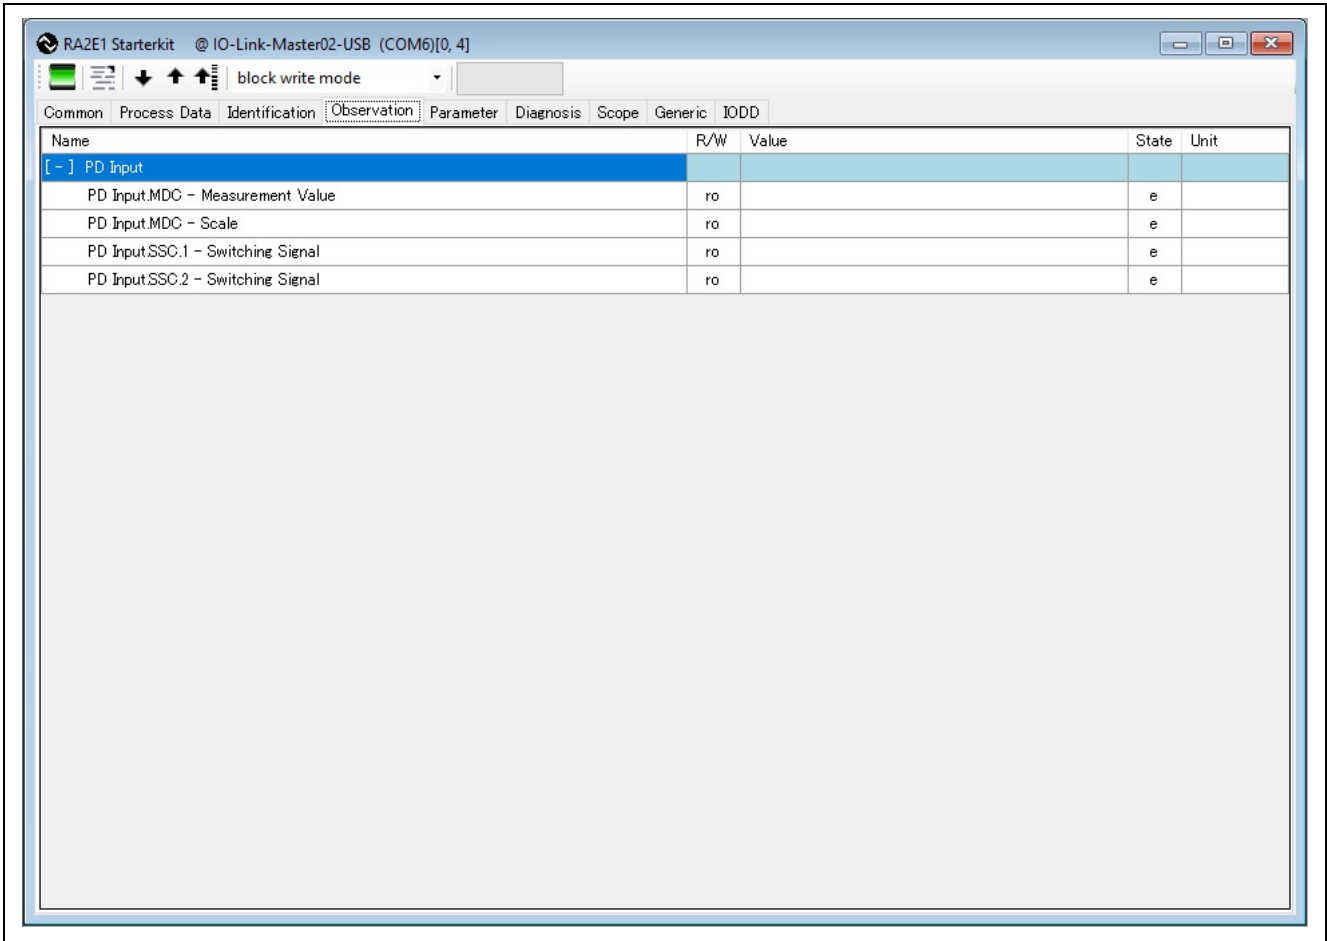 RA2E1 Starterkit @ IO-Link-Master02-USB (COM6)[0, 4]
block write mode
Common Process Data Identification Observation Parameter Diagnosis Scope Generic IODD
Name R/W Value State Unit
[-] PD Input
PD Input.MDC - Measurement Value ro e
PD Input.MDC - Scale ro e
PD Input.SSC.1 - Switching Signal ro e
PD Input.SSC.2 - Switching Signal ro e